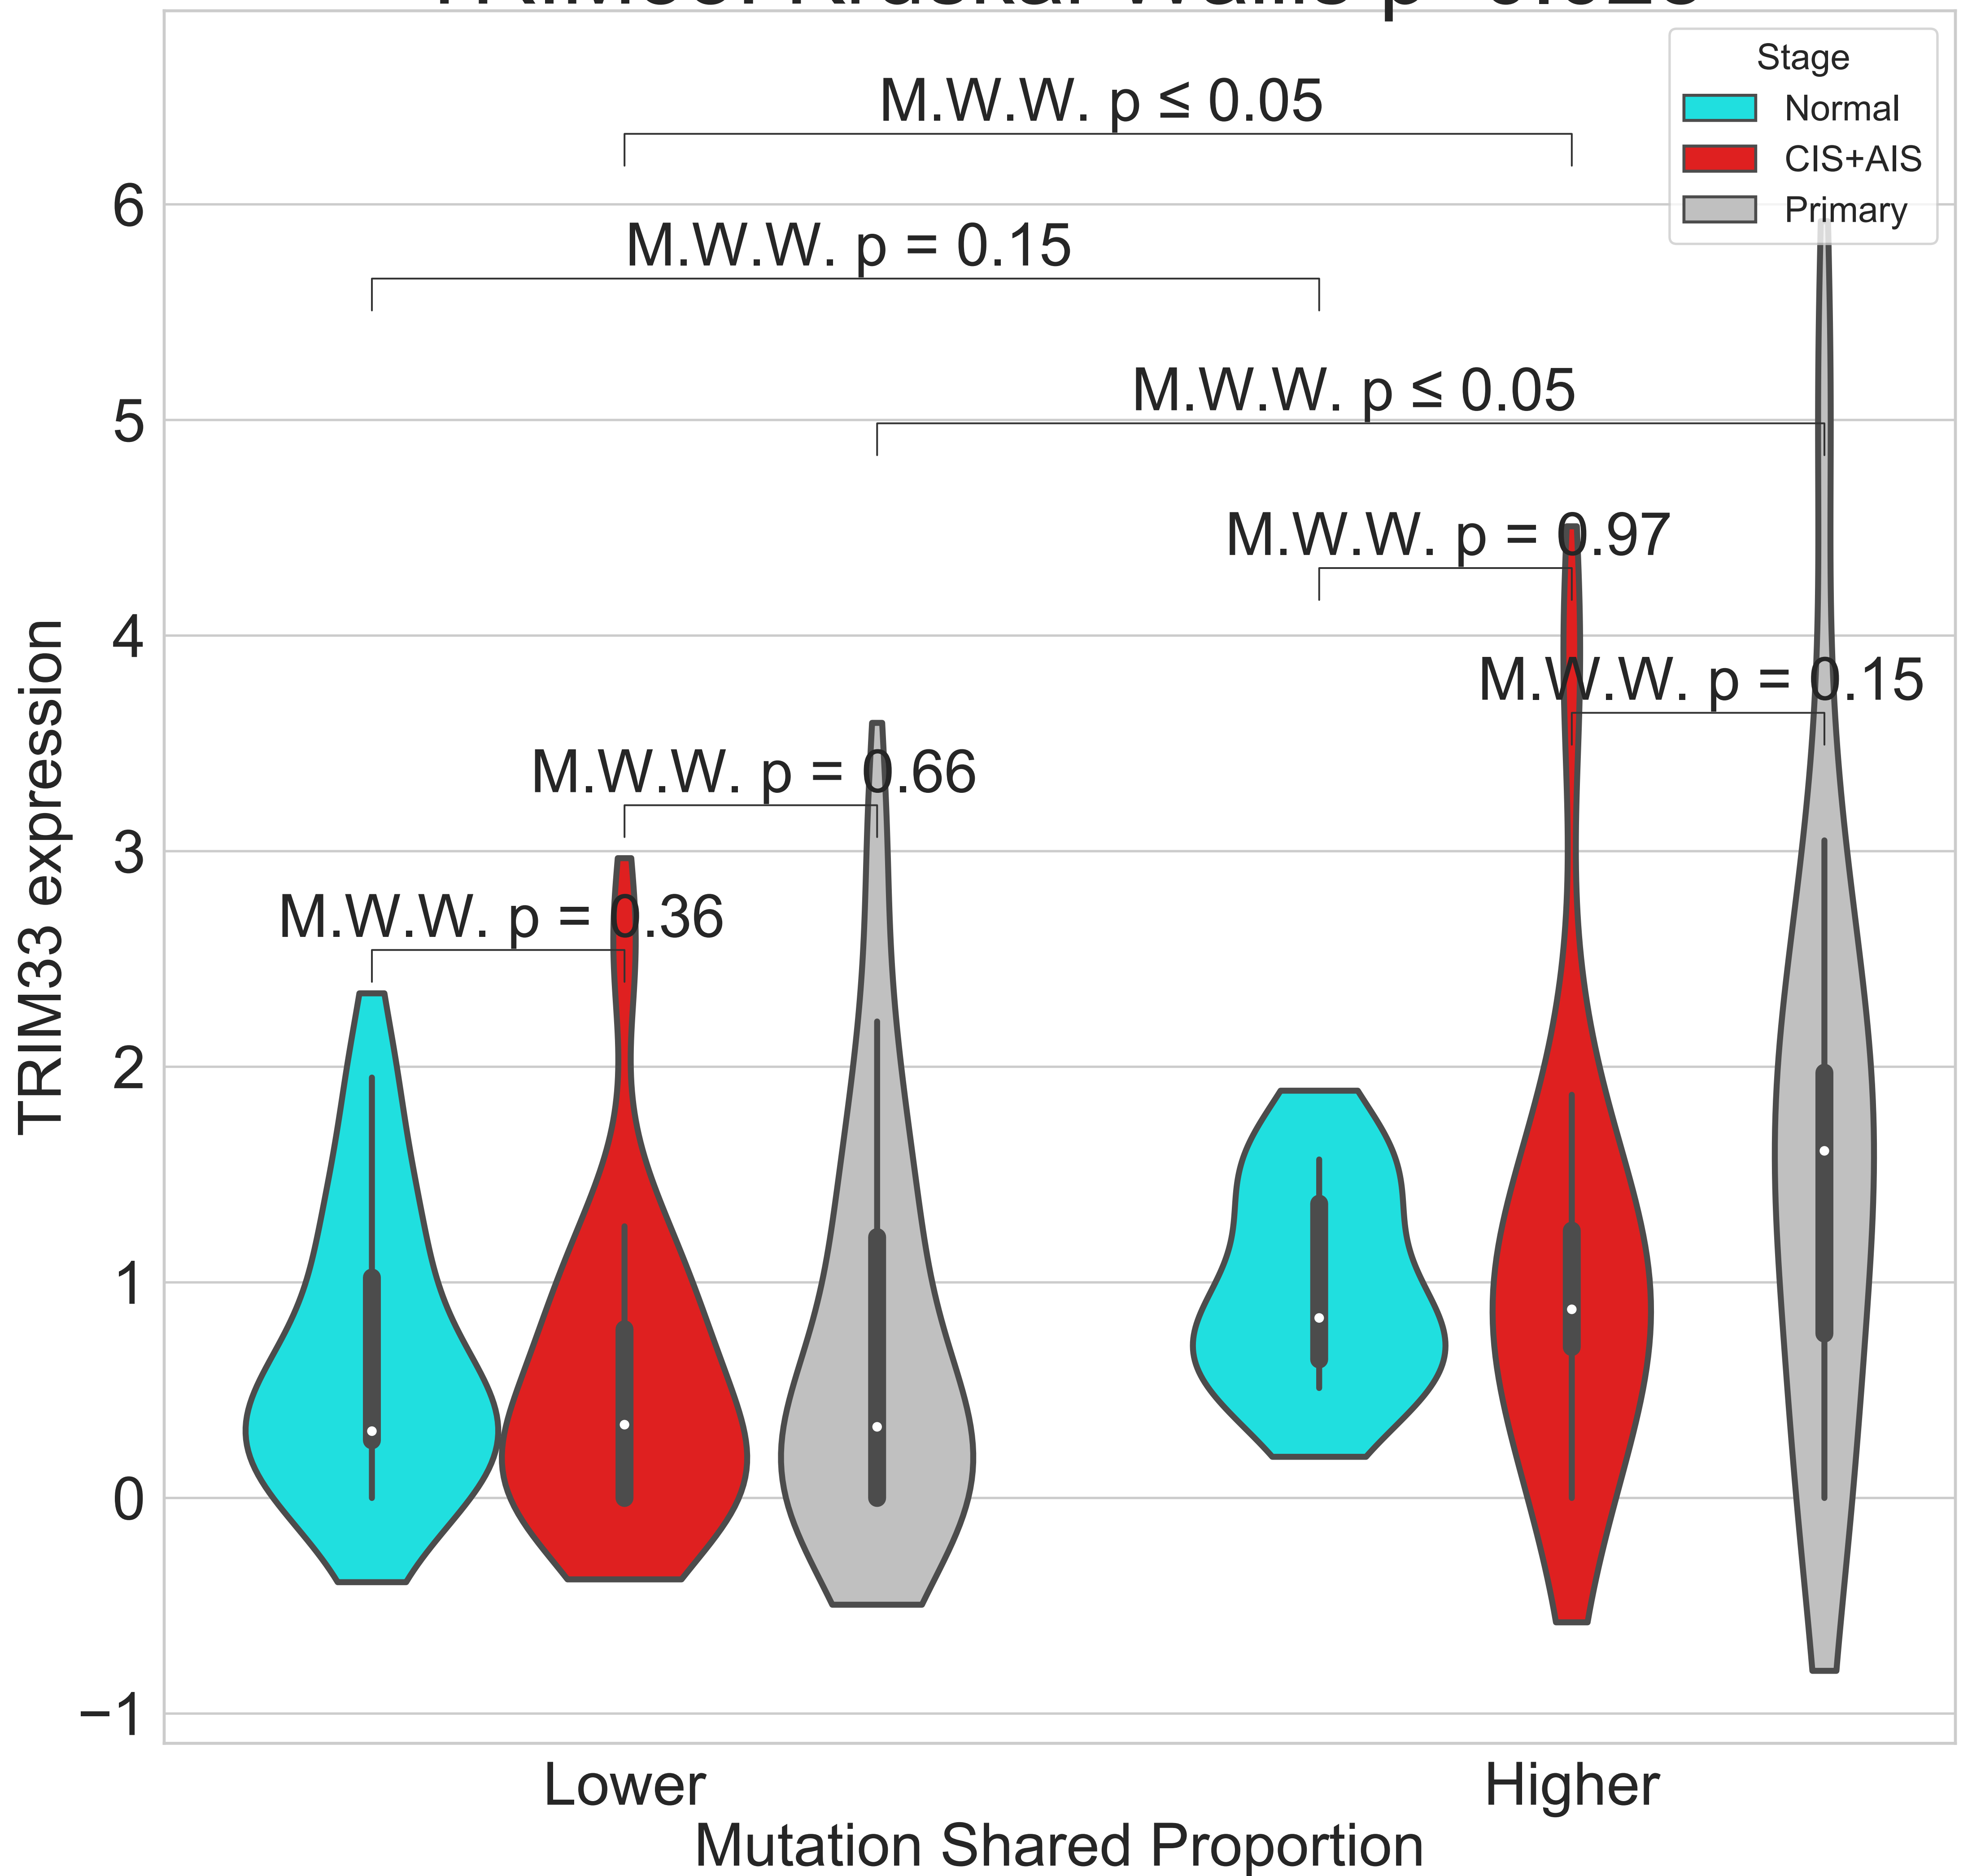 Stage
Normal
CIS+AIS
Primary
M.W.W. p ≤ 0.05
M.W.W. p = 0.15
M.W.W. p ≤ 0.05
M.W.W. p = 0.97
M.W.W. p = 0.15
M.W.W. p = 0.66
M.W.W. p = 0.36
TRIM33 expression
6
5
4
3
2
1
0
−1
Lower
Higher
Mutation Shared Proportion